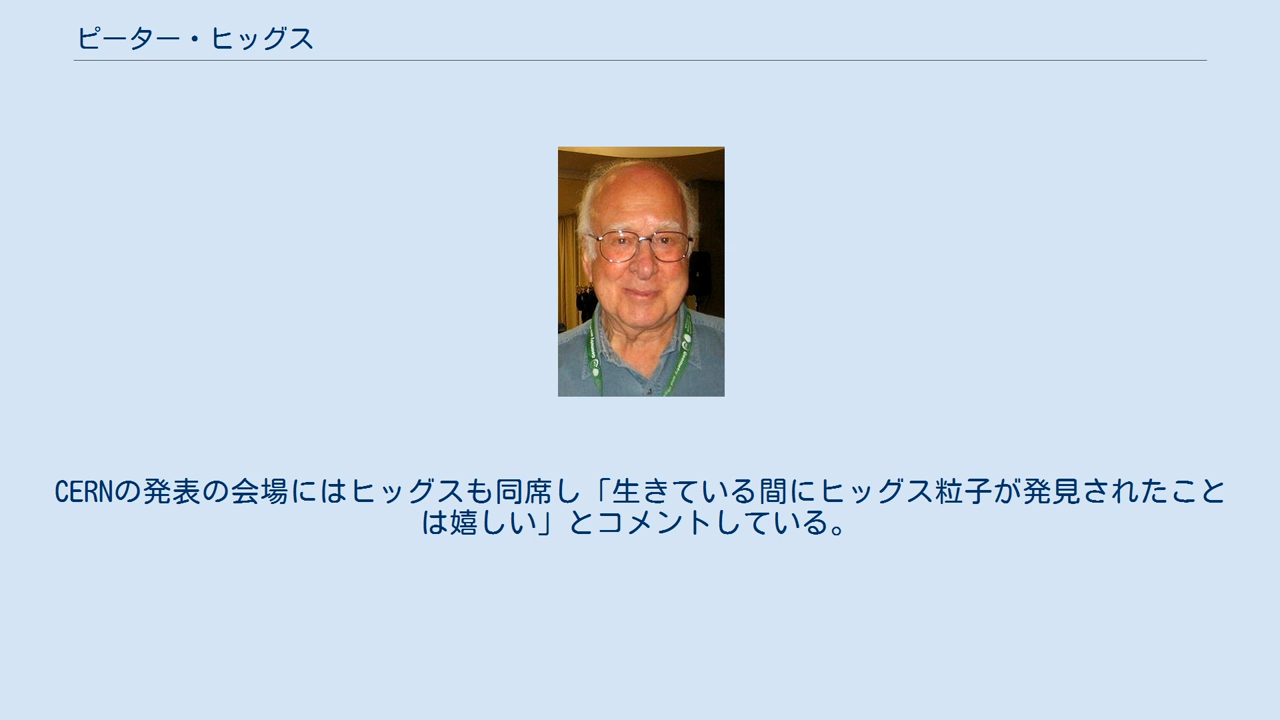 ピーター・ヒッグス
CERNの発表の会場にはヒッグスも同席し「生きている間にヒッグス粒子が発見されたこと
は嬉しい」とコメントしている。